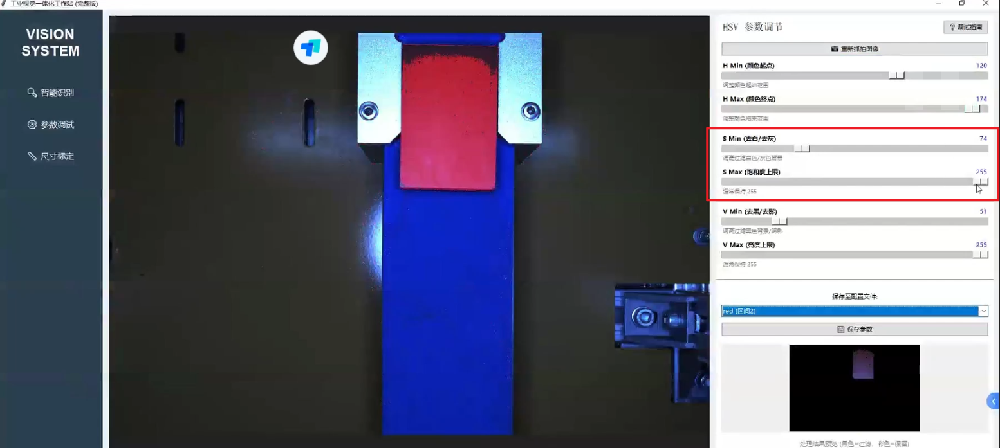 工业视觉一体化工作站 (完整版)
VISION
SYSTEM
智能识别
参数调试
尺寸标定
HSV 参数调节
? 调试指南
重新抓拍图像
H Min (颜色起点) 120
调整颜色起始范围
H Max (颜色终点) 174
调整颜色结束范围
S Min (去白/去灰) 74
调高过滤白色/灰色背景
S Max (饱和度上限) 255
通常保持 255
V Min (去黑/去影) 51
调高过滤黑色背景/阴影
V Max (亮度上限) 255
通常保持 255
保存至配置文件:
red (区间2)
保存参数
处理结果预览 (黑色=过滤, 彩色=保留)